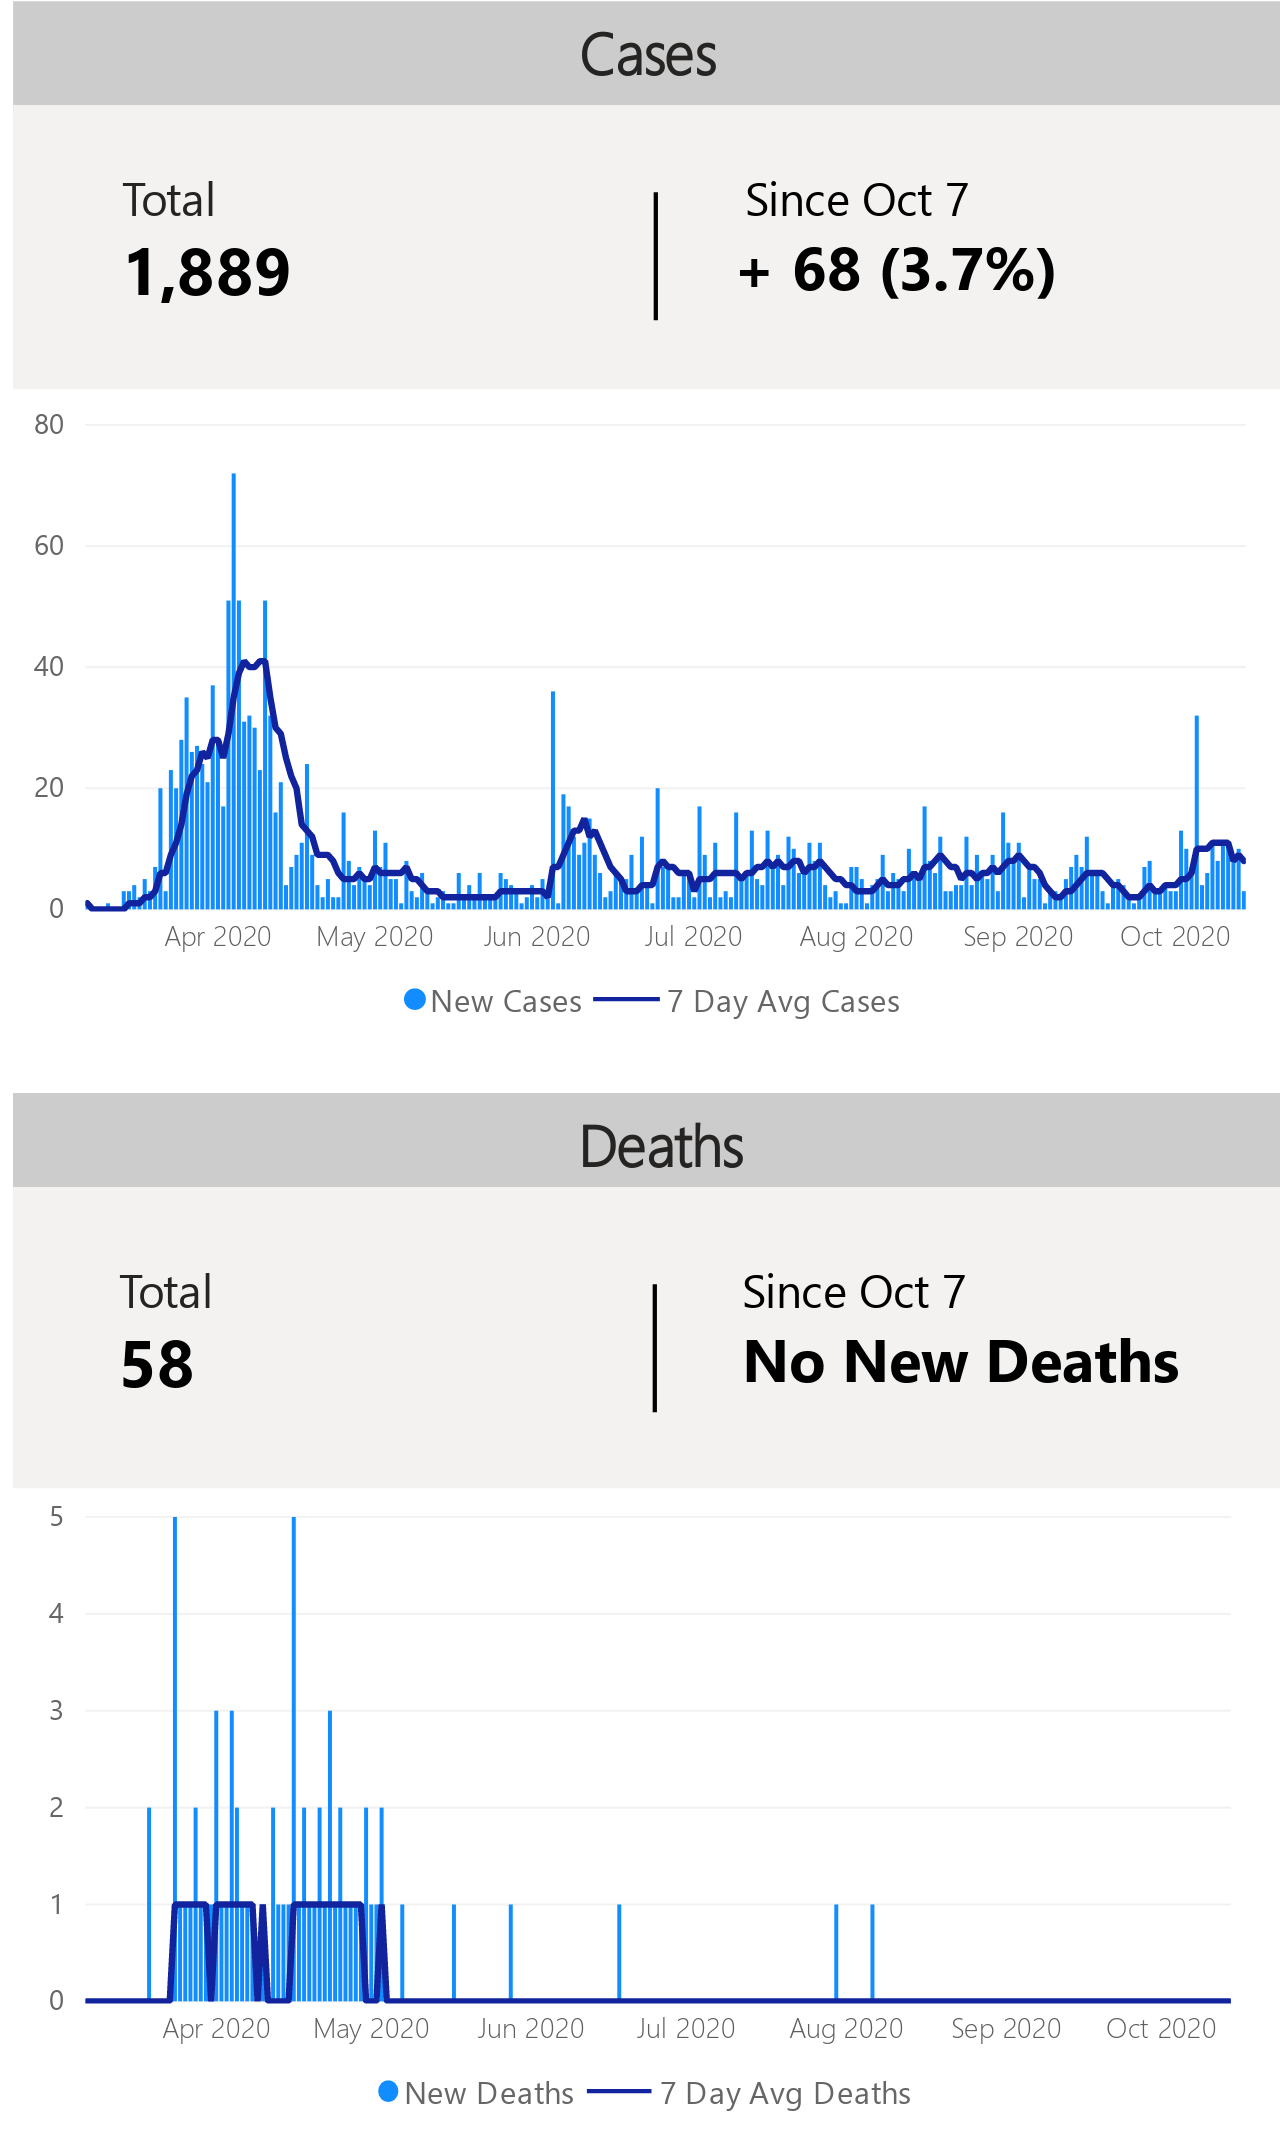 Cases
Total
Since Oct 7
1,889
+ 68 (3.7%)
80
60
40
20
0
Apr 2020 May 2020 Jun 2020 Jul 2020 Aug 2020 Sep 2020 Oct 2020
New Cases 7 Day Avg Cases
Deaths
Total
Since Oct 7
58
No New Deaths
5
4
3
2
1
0
Apr 2020 May 2020 Jun 2020 Jul 2020 Aug 2020 Sep 2020 Oct 2020
New Deaths 7 Day Avg Deaths